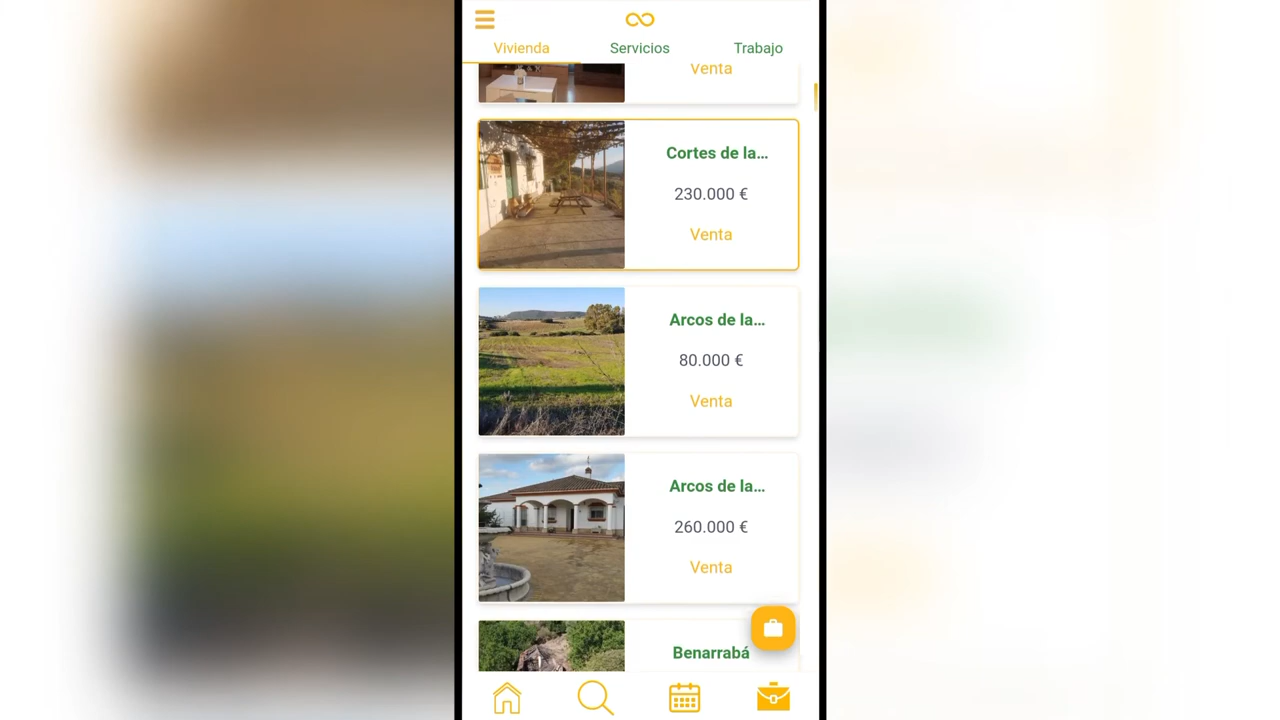 Vivienda
Servicios
Trabajo
Venta
Cortes de la...
230.000 €
Venta
Arcos de la...
80.000 €
Venta
Arcos de la...
260.000 €
Venta
Benarrabá